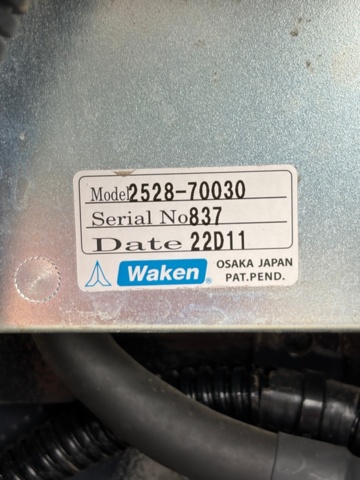 Model 2528-70030
Serial No 837
Date 22D11
Waken® OSAKA JAPAN
PAT.PEND.